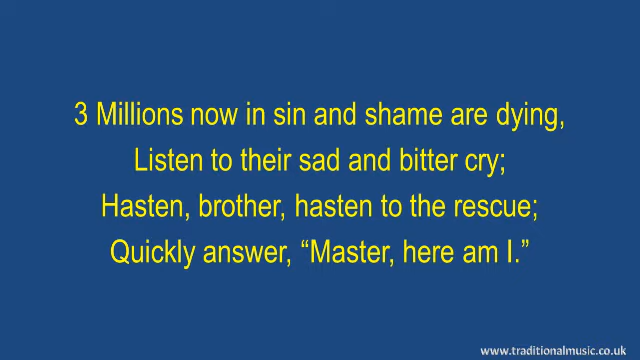 3 Millions now in sin and shame are dying,
Listen to their sad and bitter cry;
Hasten, brother, hasten to the rescue;
Quickly answer, “Master, here am I.”
www.traditionalmusic.co.uk